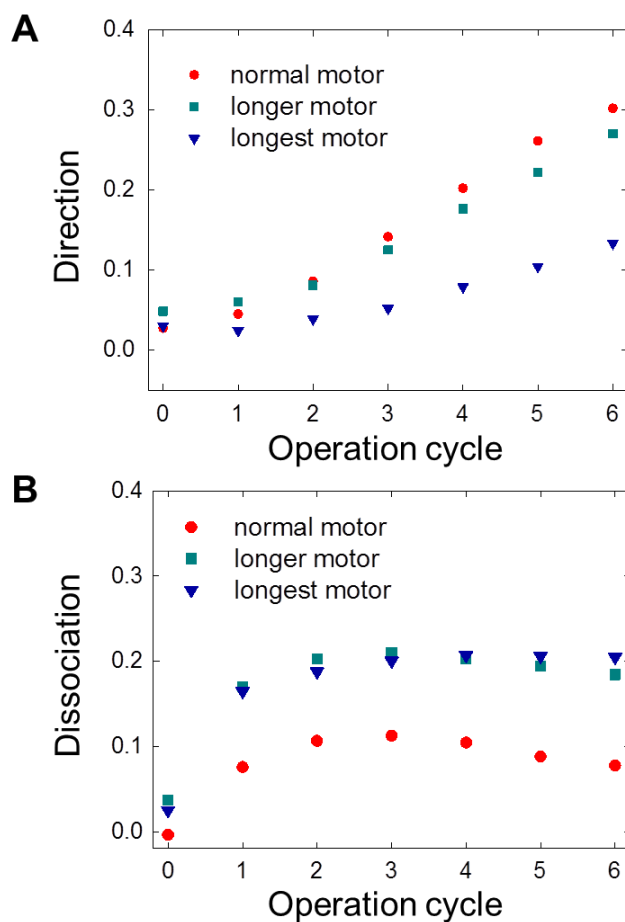 A
0.4
0.3
0.2
0.1
0.0
Direction
normal motor
longer motor
longest motor
0 1 2 3 4 5 6
Operation cycle
B
0.4
0.3
0.2
0.1
0.0
Dissociation
normal motor
longer motor
longest motor
0 1 2 3 4 5 6
Operation cycle